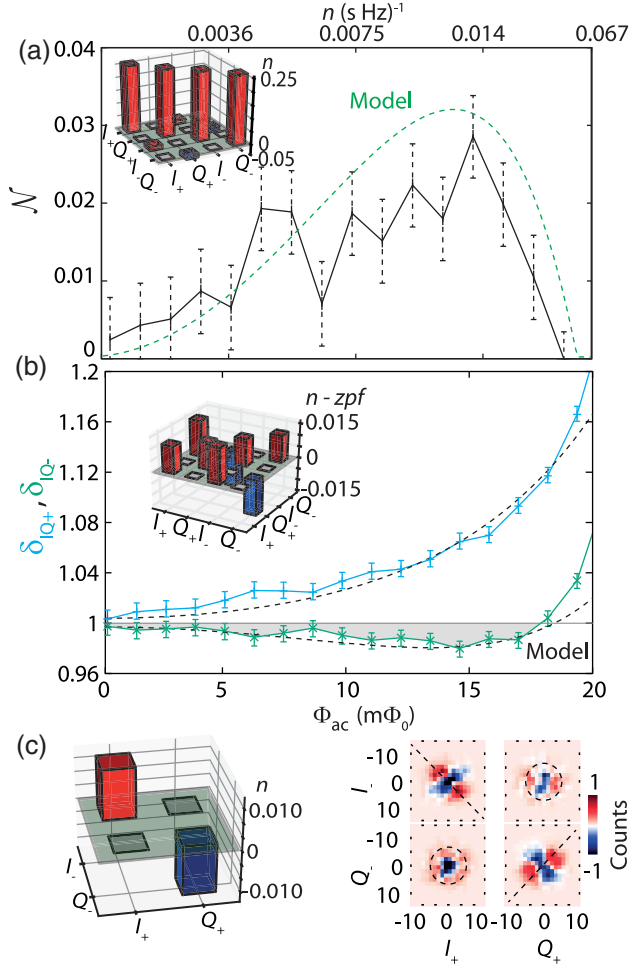 n (s Hz)⁻¹
0.0036 0.0075 0.014 0.067
(a)
0.04
0.03
0.02
0.01
0
𝒩
n
0.25
0
-0.05
I₊ Q₊ I₋ Q₋
I₊ Q₊ I₋ Q₋
Model
(b)
1.2
1.16
1.12
1.08
1.04
1
0.96
δIQ+, δIQ-
n - zpf
0.015
0
-0.015
I₊ Q₊ I₋ Q₋
I₊ Q₊ I₋ Q₋
Model
0 5 10 15 20
Φac (mΦ₀)
(c)
n
0.010
0
-0.010
I₋
Q₋
I₊ Q₊
-10
0
10
I₋
-10
0
10
Q₋
-10 0 10 -10 0 10
I₊ Q₊
1
-1
Counts